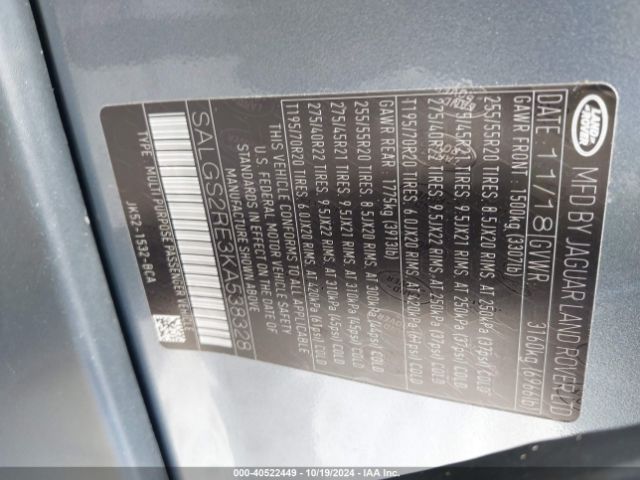 LAND ROVER
MFD BY JAGUAR LAND ROVER LTD
DATE 11/18 GVWR 3160kg (6966lb)
GAWR FRONT: 1500kg (3300lb)
255/55R20 TIRES. 8.5JX20 RIMS. AT 250kPa (37psi) COLD
275/45R21 TIRES. 9.5JX21 RIMS. AT 250kPa (37psi) COLD
275/40R22 TIRES. 9.5JX22 RIMS. AT 250kPa (37psi) COLD
T195/70R20 TIRES. 6.0JX20 RIMS. AT 420kPa (61psi) COLD
GAWR REAR: 1775kg (3913lb)
255/55R20 TIRES. 8.5JX20 RIMS. AT 300kPa (44psi) COLD
275/45R21 TIRES. 9.5JX21 RIMS. AT 310kPa (45psi) COLD
275/40R22 TIRES. 9.5JX22 RIMS. AT 310kPa (45psi) COLD
T195/70R20 TIRES. 6.0JX20 RIMS. AT 420kPa (61psi) COLD
THIS VEHICLE CONFORMS TO ALL APPLICABLE
U.S. FEDERAL MOTOR VEHICLE SAFETY
STANDARDS IN EFFECT ON THE DATE OF
MANUFACTURE SHOWN ABOVE
SALGS2RE3KA538328
TYPE: MULTI PURPOSE PASSENGER VEHICLE
JK52-1532-BCA
000-40522449 | 10/19/2024 | IAA Inc.